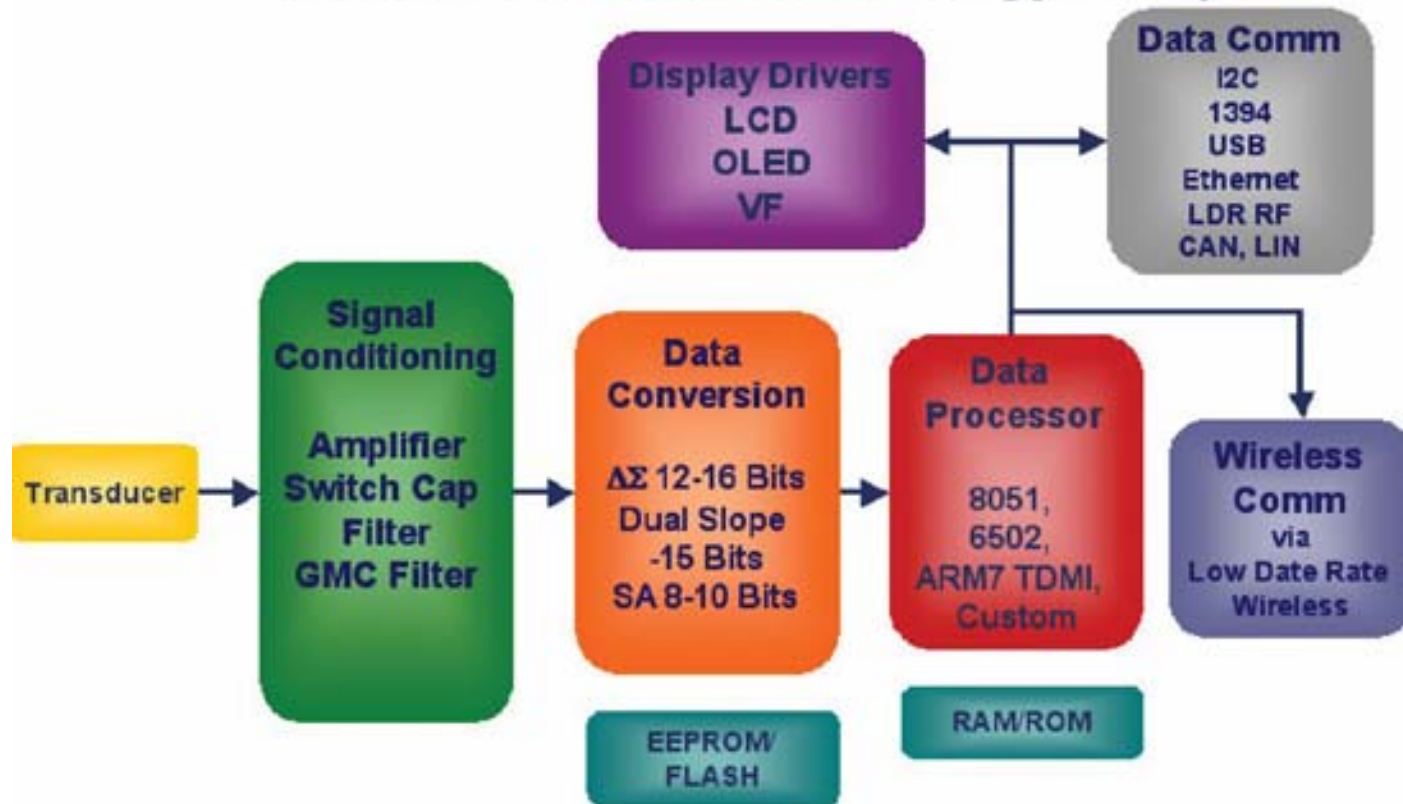 Display Drivers
LCD
OLED
VF
Data Comm
I2C
1394
USB
Ethernet
LDR RF
CAN, LIN
Signal
Conditioning
Amplifier
Switch Cap
Filter
GMC Filter
Data
Conversion
ΔΣ 12-16 Bits
Dual Slope
-15 Bits
SA 8-10 Bits
Data
Processor
8051,
6502,
ARM7 TDMI,
Custom
Transducer
Wireless
Comm
via
Low Date Rate
Wireless
EEPROM/
FLASH
RAM/ROM